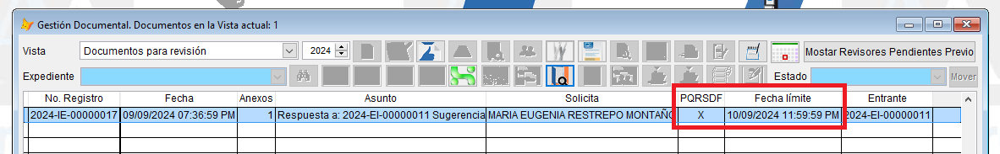 Gestión Documental. Documentos en la Vista actual: 1
Vista Documentos para revisión 2024 Mostar Revisores Pendientes Previo
Expediente Estado Mover
No. Registro Fecha Anexos Asunto Solicita PQRSDF Fecha límite Entrante
2024-IE-00000017 09/09/2024 07:36:59 PM 1 Respuesta a: 2024-EI-00000011 Sugerencia MARIA EUGENIA RESTREPO MONTAÑO X 10/09/2024 11:59:59 PM 2024-EI-00000011